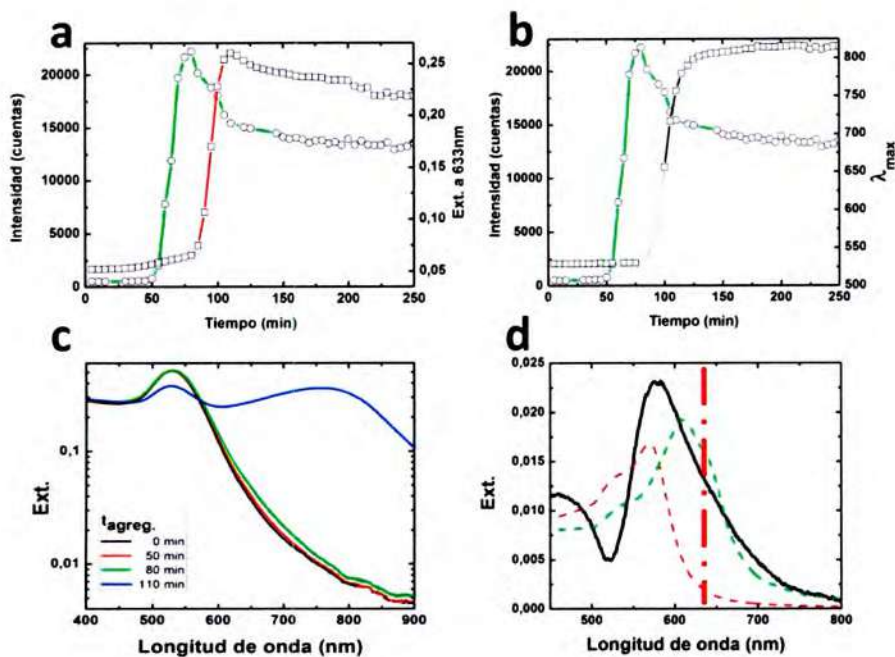 a
20000
15000
10000
5000
0
Intensidad (cuentas)
0,25
0,20
0,15
0,10
0,05
Ext. a 633nm
0 50 100 150 200 250
Tiempo (min)
b
22500
20000
17500
15000
12500
10000
7500
5000
2500
0
Intensidad (cuentas)
800
750
700
650
600
550
500
λmax
0 50 100 150 200 250
Tiempo (min)
c
0,1
0,01
Ext.
tagreg.
0 min
50 min
80 min
110 min
400 500 600 700 800 900
Longitud de onda (nm)
d
0,025
0,020
0,015
0,010
0,005
0,000
Ext.
500 600 700 800
Longitud de onda (nm)